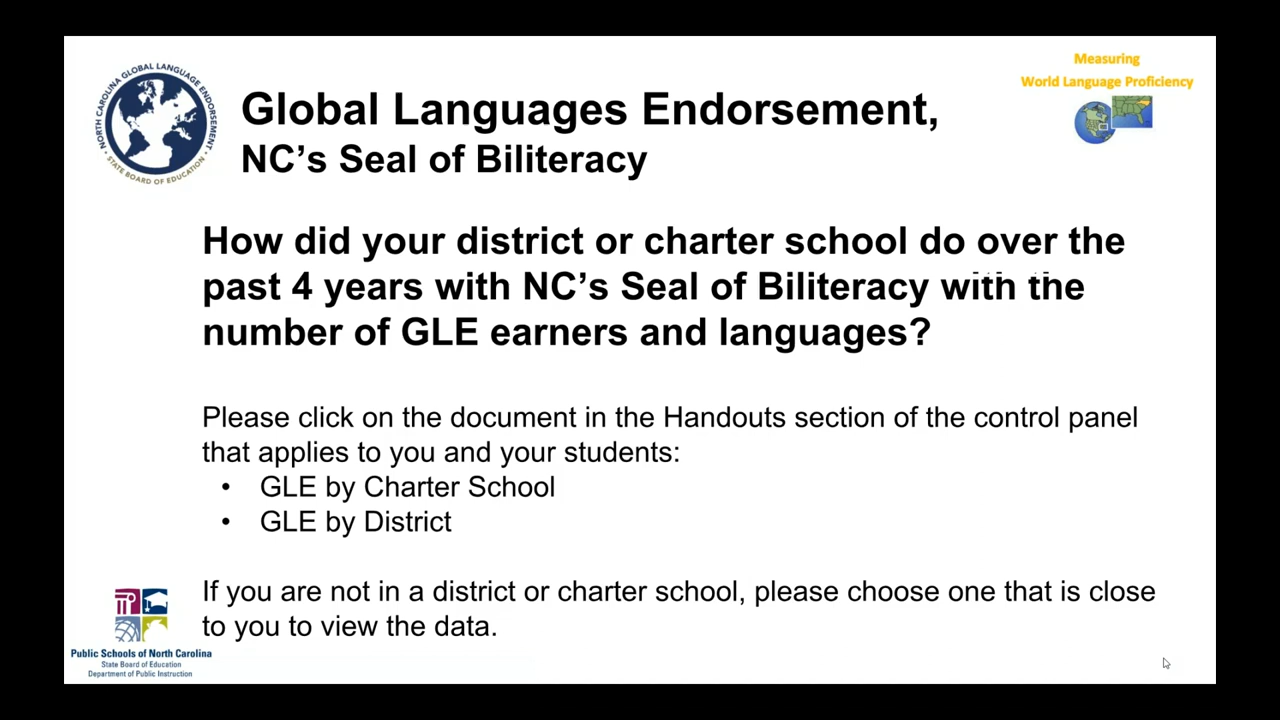 NORTH CAROLINA GLOBAL LANGUAGE ENDORSEMENT
• STATE BOARD OF EDUCATION •
Global Languages Endorsement,
NC’s Seal of Biliteracy
Measuring
World Language Proficiency
How did your district or charter school do over the
past 4 years with NC’s Seal of Biliteracy with the
number of GLE earners and languages?
Please click on the document in the Handouts section of the control panel
that applies to you and your students:
• GLE by Charter School
• GLE by District
If you are not in a district or charter school, please choose one that is close
to you to view the data.
Public Schools of North Carolina
State Board of Education
Department of Public Instruction